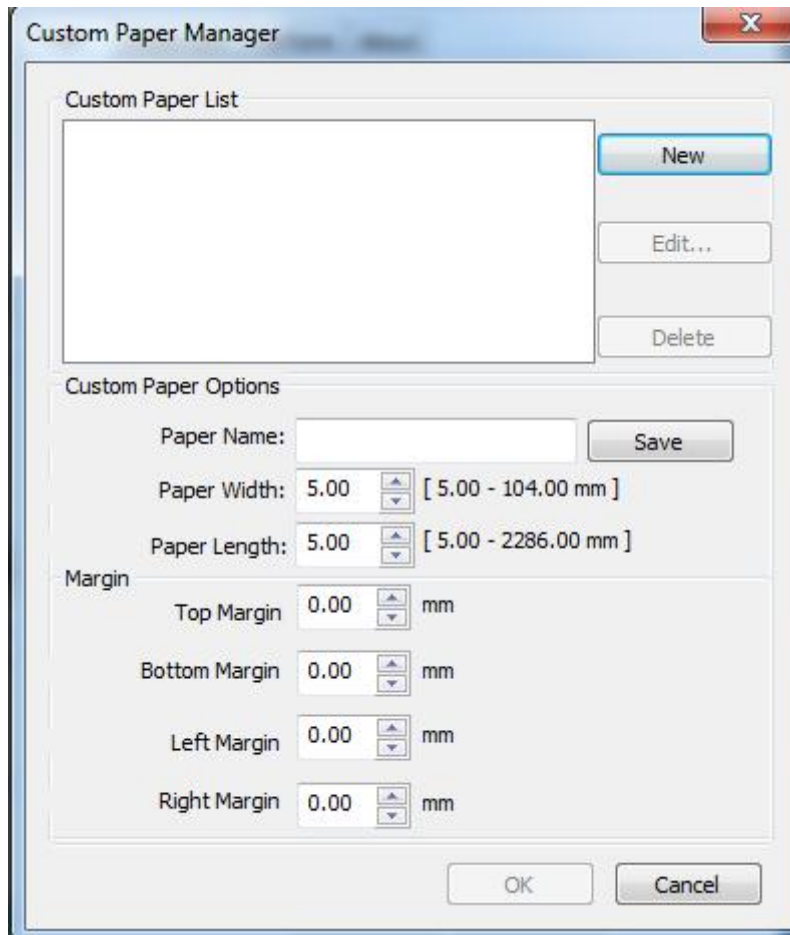 Custom Paper Manager
Custom Paper List
New
Edit...
Delete
Custom Paper Options
Paper Name:
Save
Paper Width: 5.00 [ 5.00 - 104.00 mm ]
Paper Length: 5.00 [ 5.00 - 2286.00 mm ]
Margin
Top Margin 0.00 mm
Bottom Margin 0.00 mm
Left Margin 0.00 mm
Right Margin 0.00 mm
OK Cancel